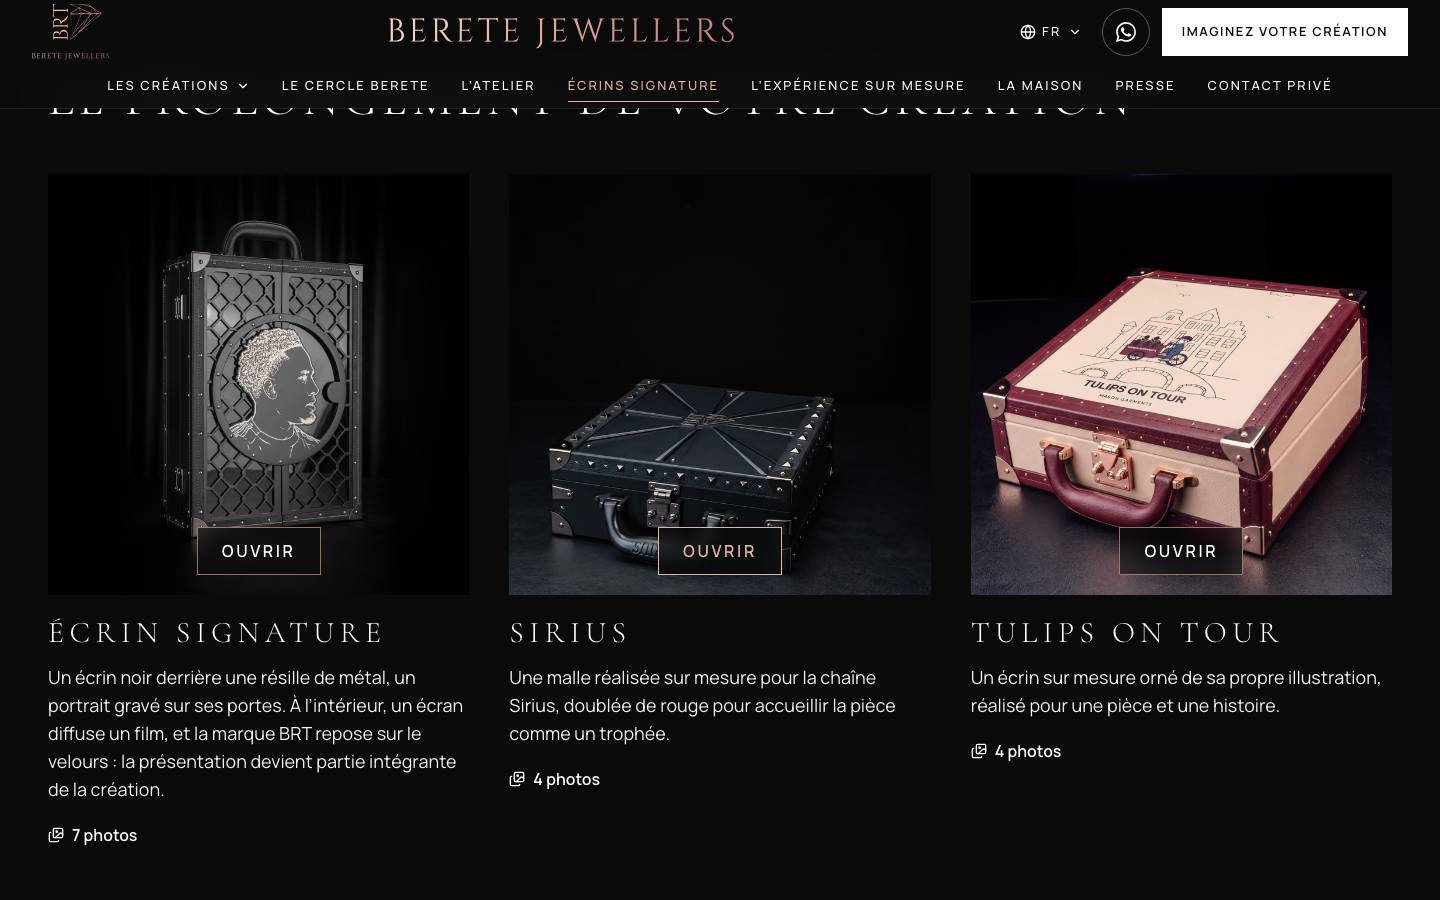 BRT
BERETE JEWELLERS
BERETE JEWELLERS
FR
IMAGINEZ VOTRE CRÉATION
LES CRÉATIONS
LE CERCLE BERETE
L'ATELIER
ÉCRINS SIGNATURE
L'EXPÉRIENCE SUR MESURE
LA MAISON
PRESSE
CONTACT PRIVÉ
LE PROLONGEMENT DE VOTRE CRÉATION
TULIPS ON TOUR
OUVRIR
OUVRIR
OUVRIR
ÉCRIN SIGNATURE
Un écrin noir derrière une résille de métal, un
portrait gravé sur ses portes. À l'intérieur, un écran
diffuse un film, et la marque BRT repose sur le
velours : la présentation devient partie intégrante
de la création.
7 photos
SIRIUS
Une malle réalisée sur mesure pour la chaîne
Sirius, doublée de rouge pour accueillir la pièce
comme un trophée.
4 photos
TULIPS ON TOUR
Un écrin sur mesure orné de sa propre illustration,
réalisé pour une pièce et une histoire.
4 photos